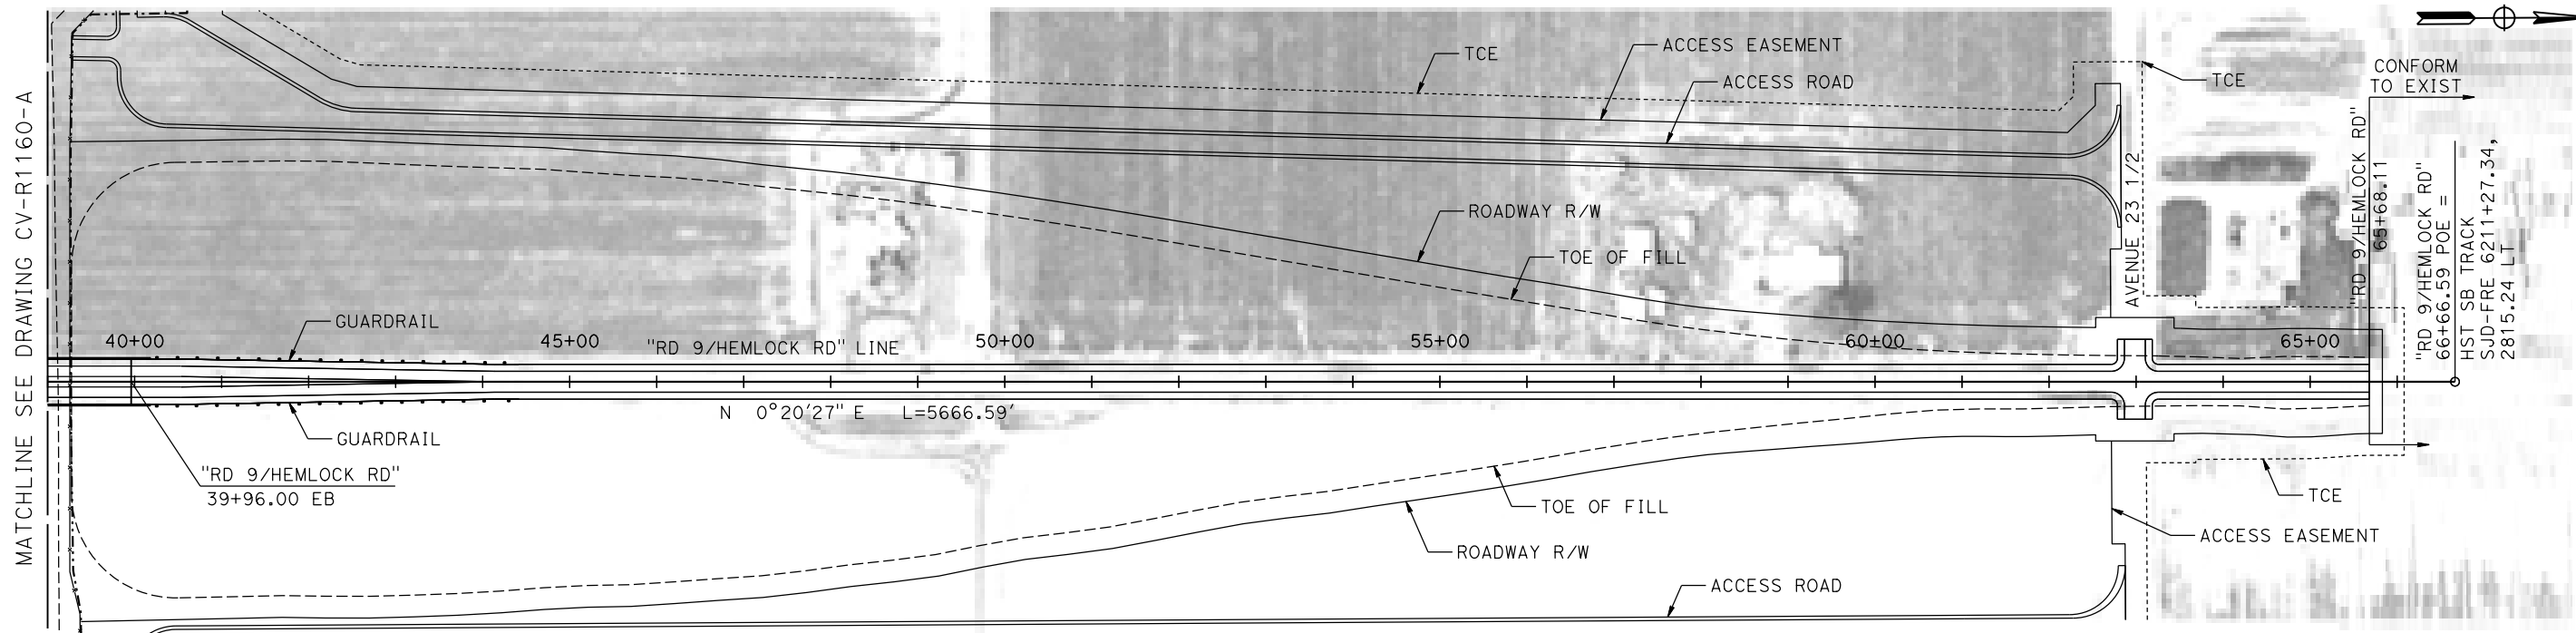 MATCHLINE SEE DRAWING CV-R1160-A
TCE
ACCESS EASEMENT
ACCESS ROAD
TCE
CONFORM
TO EXIST
ROADWAY R/W
TOE OF FILL
AVENUE 23 1/2
"RD 9/HEMLOCK RD"
65+68.11
"RD 9/HEMLOCK RD"
66+66.59 POE =
HST SB TRACK
SJD-FRE 6211+27.34,
2815.24 LT
GUARDRAIL
40+00
45+00
"RD 9/HEMLOCK RD" LINE
50+00
55+00
60+00
65+00
N 0°20'27" E L=5666.59'
GUARDRAIL
"RD 9/HEMLOCK RD"
39+96.00 EB
TOE OF FILL
ROADWAY R/W
TCE
ACCESS EASEMENT
ACCESS ROAD